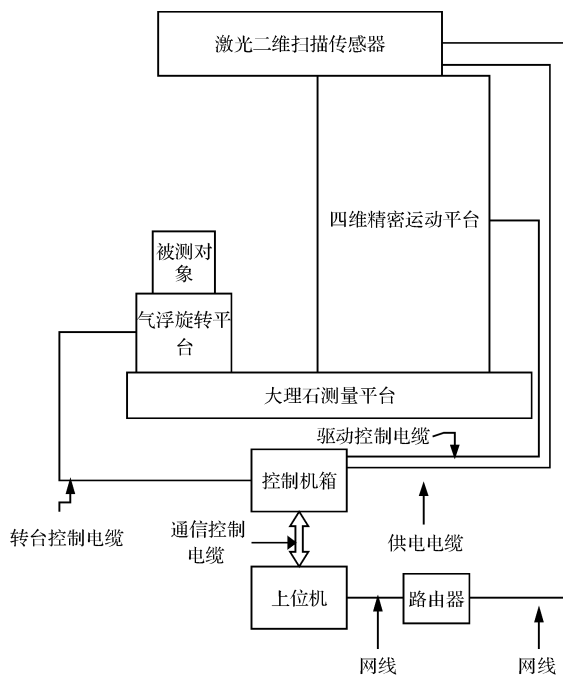 激光二维扫描传感器
四维精密运动平台
被测对
象
气浮旋转平
台
大理石测量平台
驱动控制电缆
控制机箱
转台控制电缆
通信控制
电缆
供电电缆
上位机
路由器
网线
网线